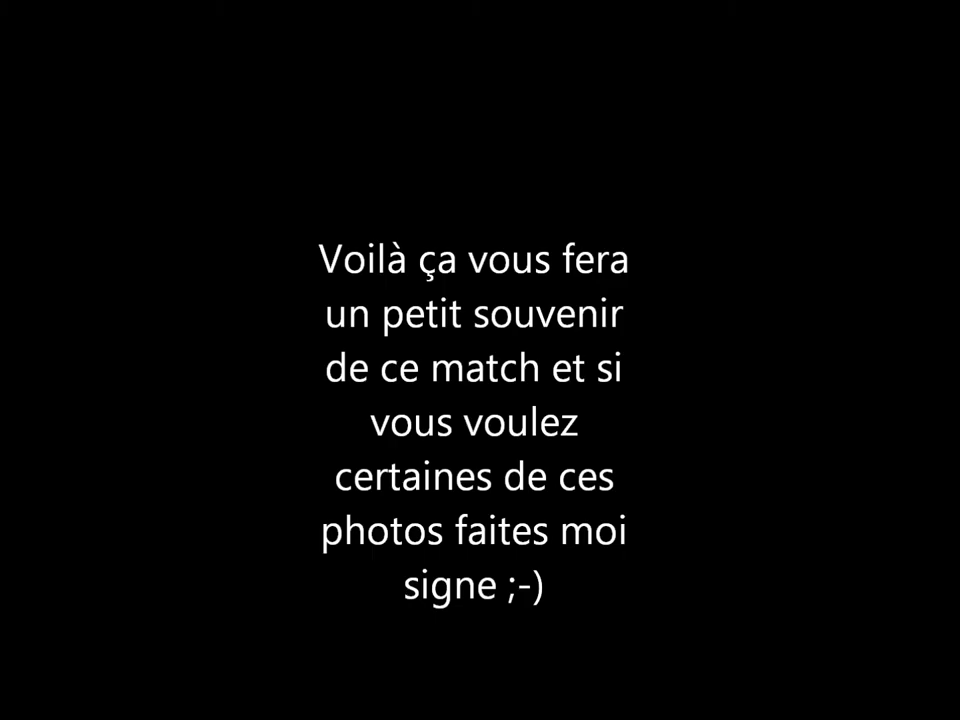 Voilà ça vous fera
un petit souvenir
de ce match et si
vous voulez
certaines de ces
photos faites moi
signe ;-)